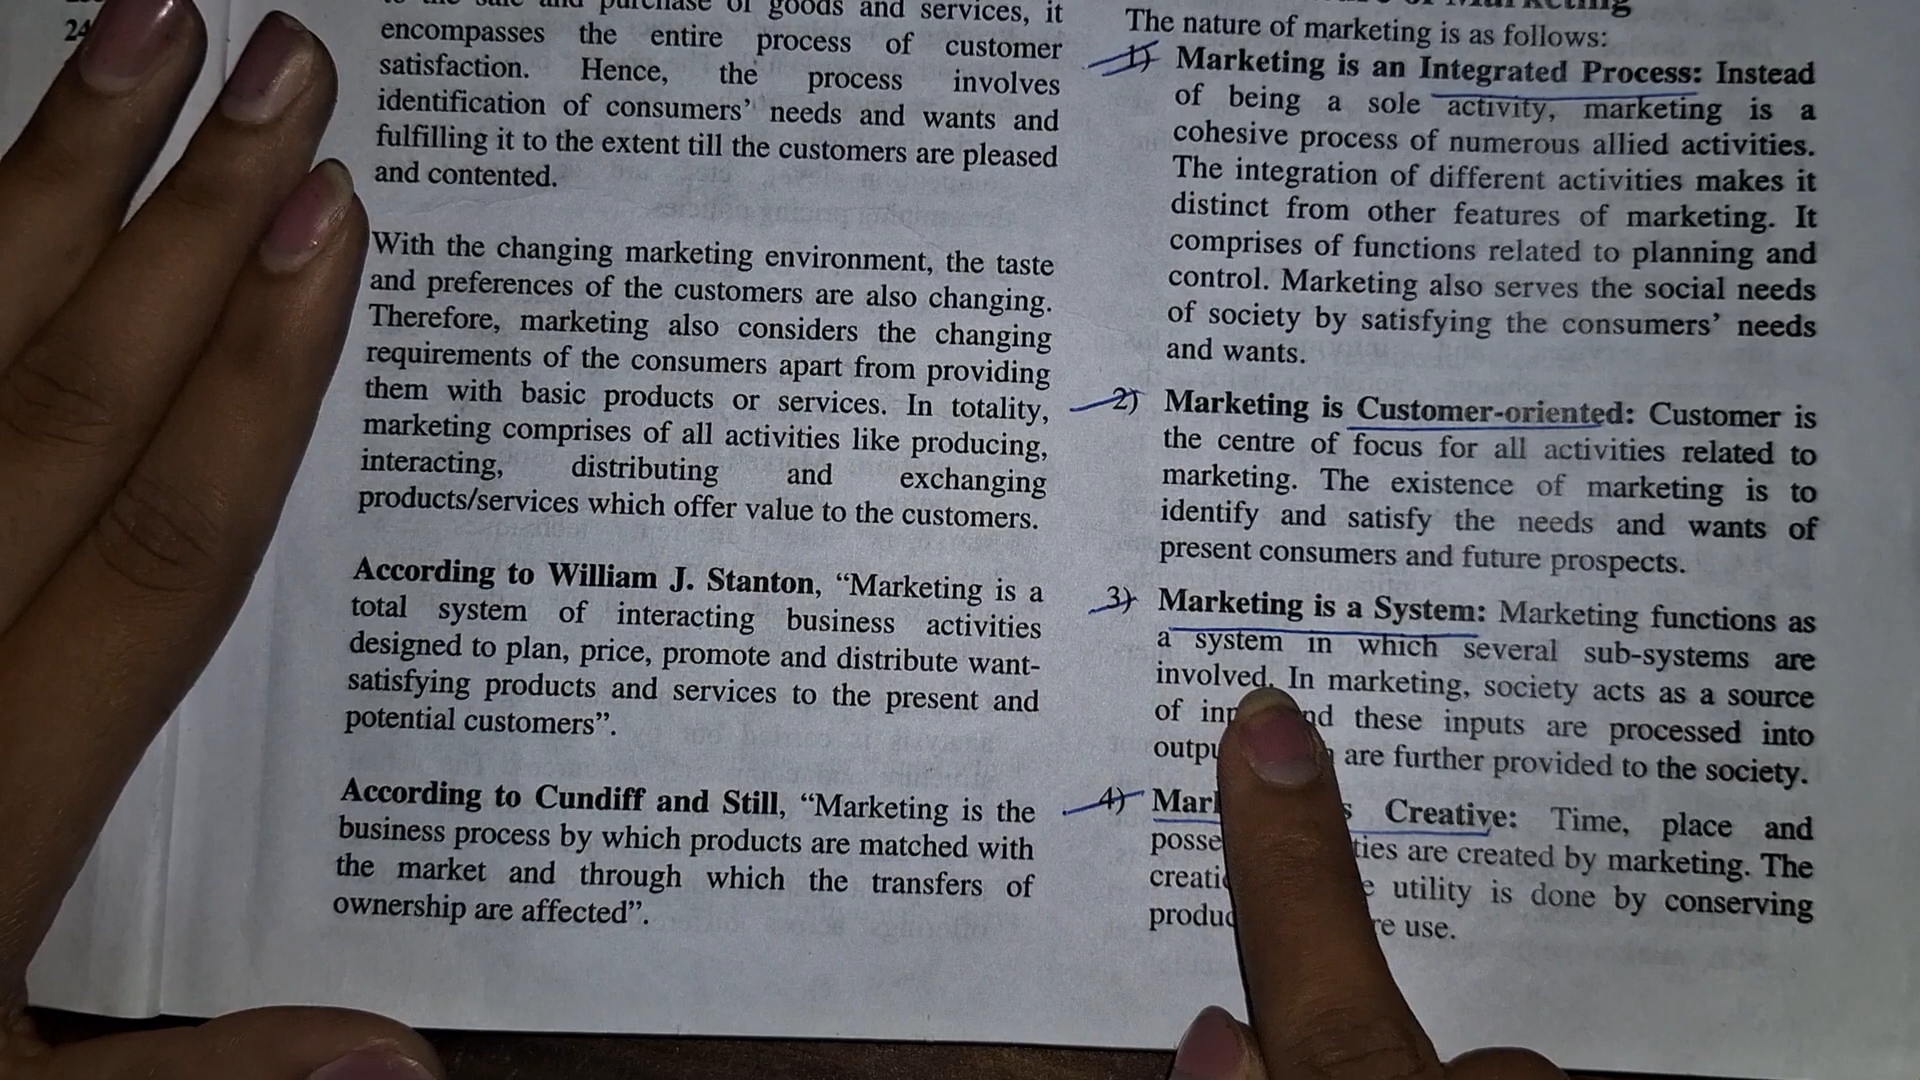 24
to the sale and purchase of goods and services, it
encompasses the entire process of customer
satisfaction. Hence, the process involves
identification of consumers’ needs and wants and
fulfilling it to the extent till the customers are pleased
and contented.
With the changing marketing environment, the taste
and preferences of the customers are also changing.
Therefore, marketing also considers the changing
requirements of the consumers apart from providing
them with basic products or services. In totality,
marketing comprises of all activities like producing,
interacting, distributing and exchanging
products/services which offer value to the customers.
According to William J. Stanton, “Marketing is a
total system of interacting business activities
designed to plan, price, promote and distribute want-
satisfying products and services to the present and
potential customers”.
According to Cundiff and Still, “Marketing is the
business process by which products are matched with
the market and through which the transfers of
ownership are affected”.
of Marketing
The nature of marketing is as follows:
1) Marketing is an Integrated Process: Instead
of being a sole activity, marketing is a
cohesive process of numerous allied activities.
The integration of different activities makes it
distinct from other features of marketing. It
comprises of functions related to planning and
control. Marketing also serves the social needs
of society by satisfying the consumers’ needs
and wants.
2) Marketing is Customer-oriented: Customer is
the centre of focus for all activities related to
marketing. The existence of marketing is to
identify and satisfy the needs and wants of
present consumers and future prospects.
3) Marketing is a System: Marketing functions as
a system in which several sub-systems are
involved. In marketing, society acts as a source
of these inputs are processed into
are further provided to the society.
4) Creative: Time, place and
are created by marketing. The
utility is done by conserving
use.